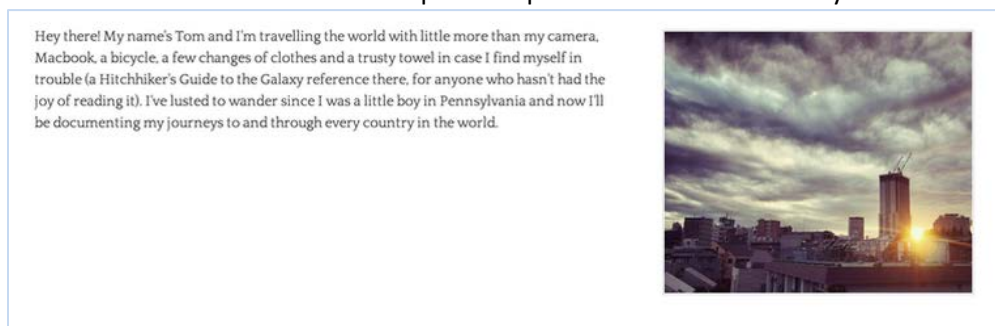 Hey there! My name's Tom and I'm travelling the world with little more than my camera,
Macbook, a bicycle, a few changes of clothes and a trusty towel in case I find myself in
trouble (a Hitchhiker's Guide to the Galaxy reference there, for anyone who hasn't had the
joy of reading it). I've lusted to wander since I was a little boy in Pennsylvania and now I'll
be documenting my journeys to and through every country in the world.